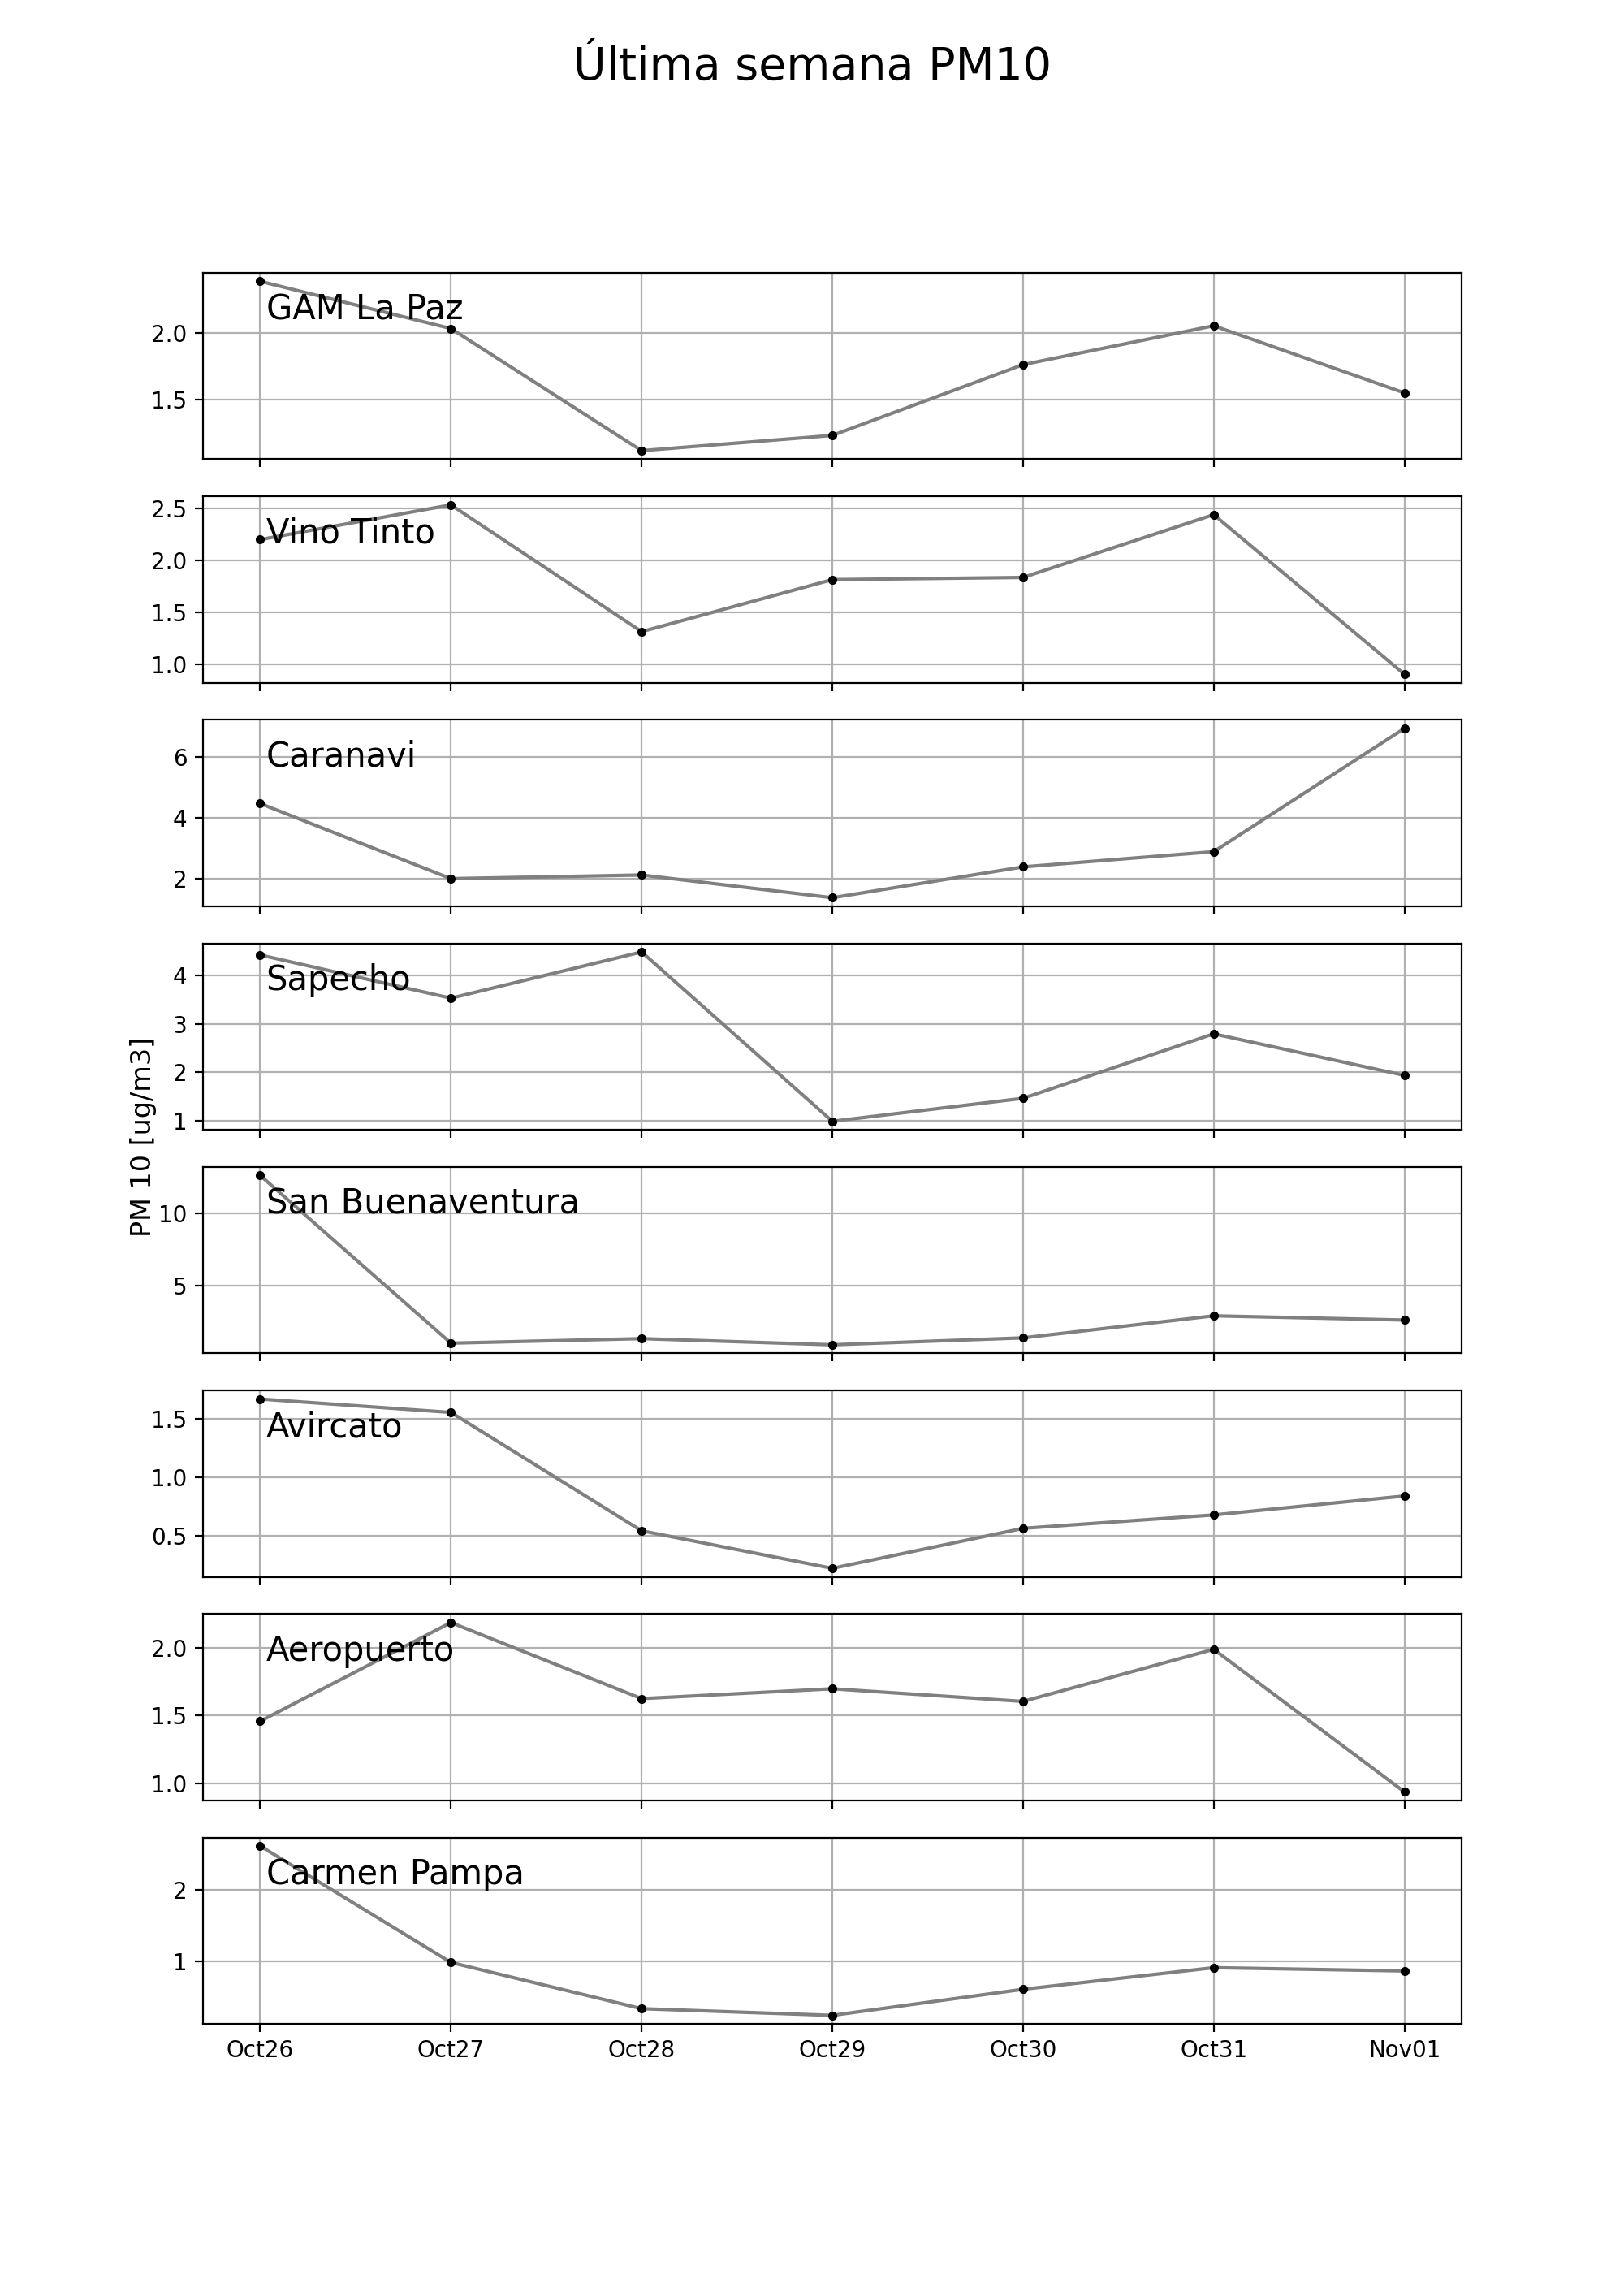 Última semana PM10
GAM La Paz
2.0
1.5
Vino Tinto
2.5
2.0
1.5
1.0
Caranavi
6
4
2
Sapecho
4
3
2
1
PM 10 [ug/m3]
San Buenaventura
10
5
Avircato
1.5
1.0
0.5
Aeropuerto
2.0
1.5
1.0
Carmen Pampa
2
1
Oct26 Oct27 Oct28 Oct29 Oct30 Oct31 Nov01